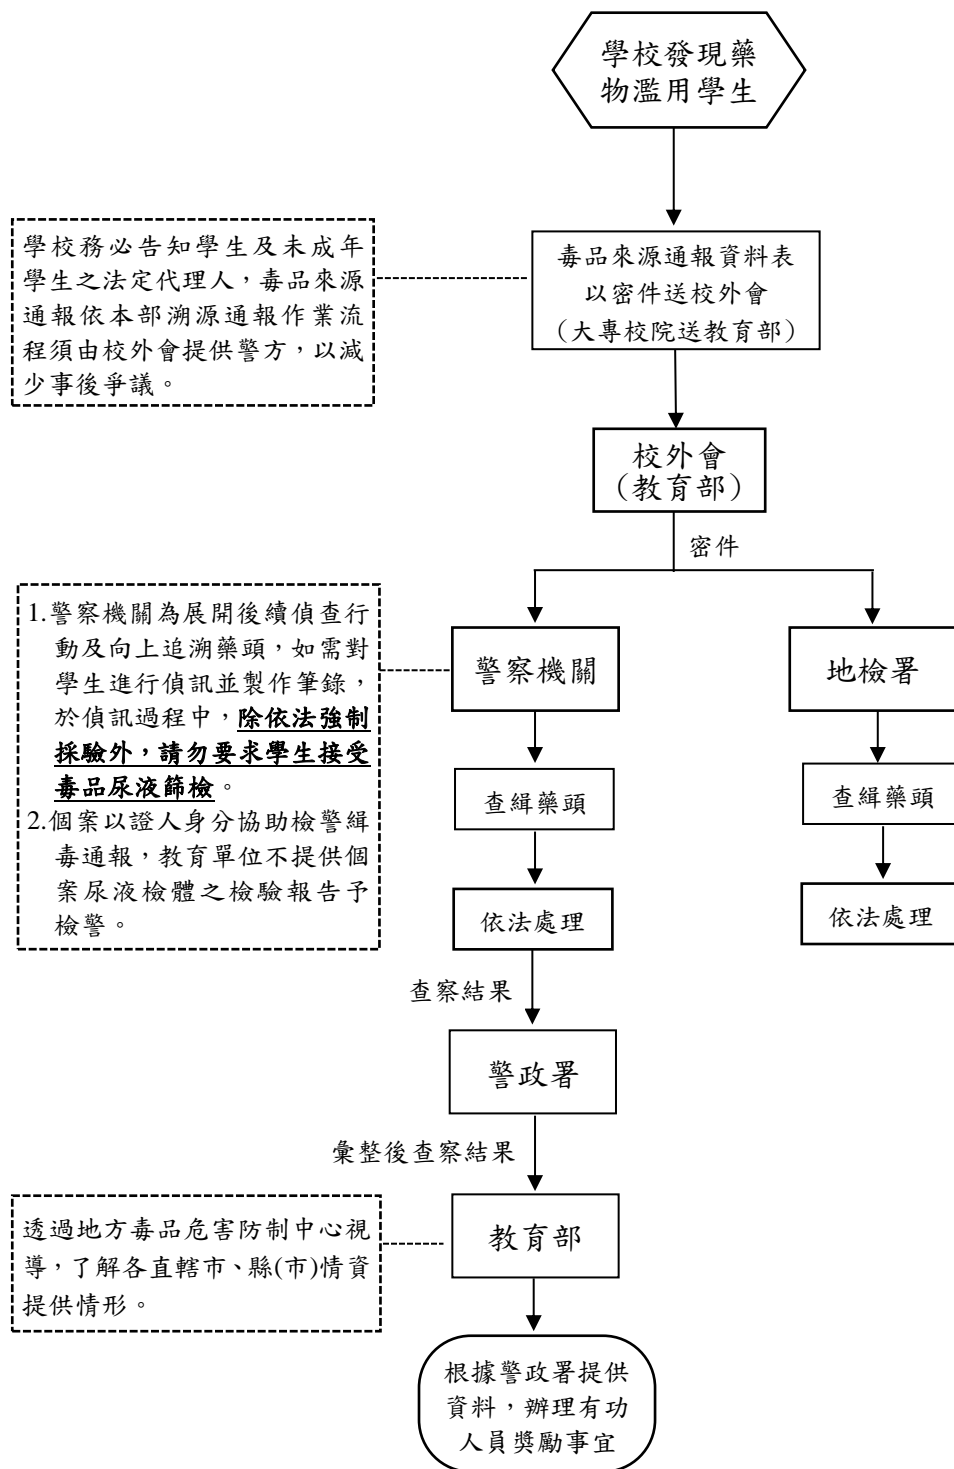 學校發現藥
物濫用學生
學校務必告知學生及未成年
學生之法定代理人，毒品來源
通報依本部溯源通報作業流
程須由校外會提供警方，以減
少事後爭議。
毒品來源通報資料表
以密件送校外會
（大專校院送教育部）
校外會
（教育部）
密件
1.警察機關為展開後續偵查行
動及向上追溯藥頭，如需對
學生進行偵訊並製作筆錄，
於偵訊過程中，除依法強制
採驗外，請勿要求學生接受
毒品尿液篩檢。
2.個案以證人身分協助檢警緝
毒通報，教育單位不提供個
案尿液檢體之檢驗報告予
檢警。
警察機關
地檢署
查緝藥頭
查緝藥頭
依法處理
依法處理
查察結果
警政署
彙整後查察結果
透過地方毒品危害防制中心視
導，了解各直轄市、縣(市)情資
提供情形。
教育部
根據警政署提供
資料，辦理有功
人員獎勵事宜